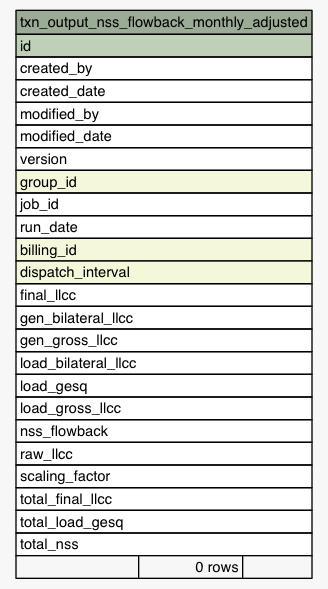 txn_output_nss_flowback_monthly_adjusted
id
created_by
created_date
modified_by
modified_date
version
group_id
job_id
run_date
billing_id
dispatch_interval
final_llcc
gen_bilateral_llcc
gen_gross_llcc
load_bilateral_llcc
load_gesq
load_gross_llcc
nss_flowback
raw_llcc
scaling_factor
total_final_llcc
total_load_gesq
total_nss
0 rows